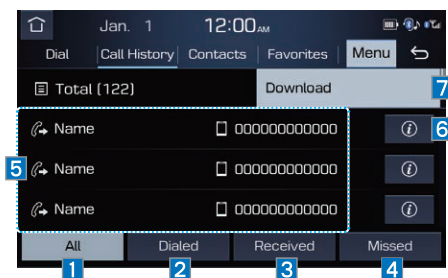 Jan. 1 12:00AM
Dial Call History Contacts Favorites Menu
Total (122) Download 7
Name 000000000000 i 6
5 Name 000000000000 i
Name 000000000000 i
All Dialed Received Missed
1 2 3 4